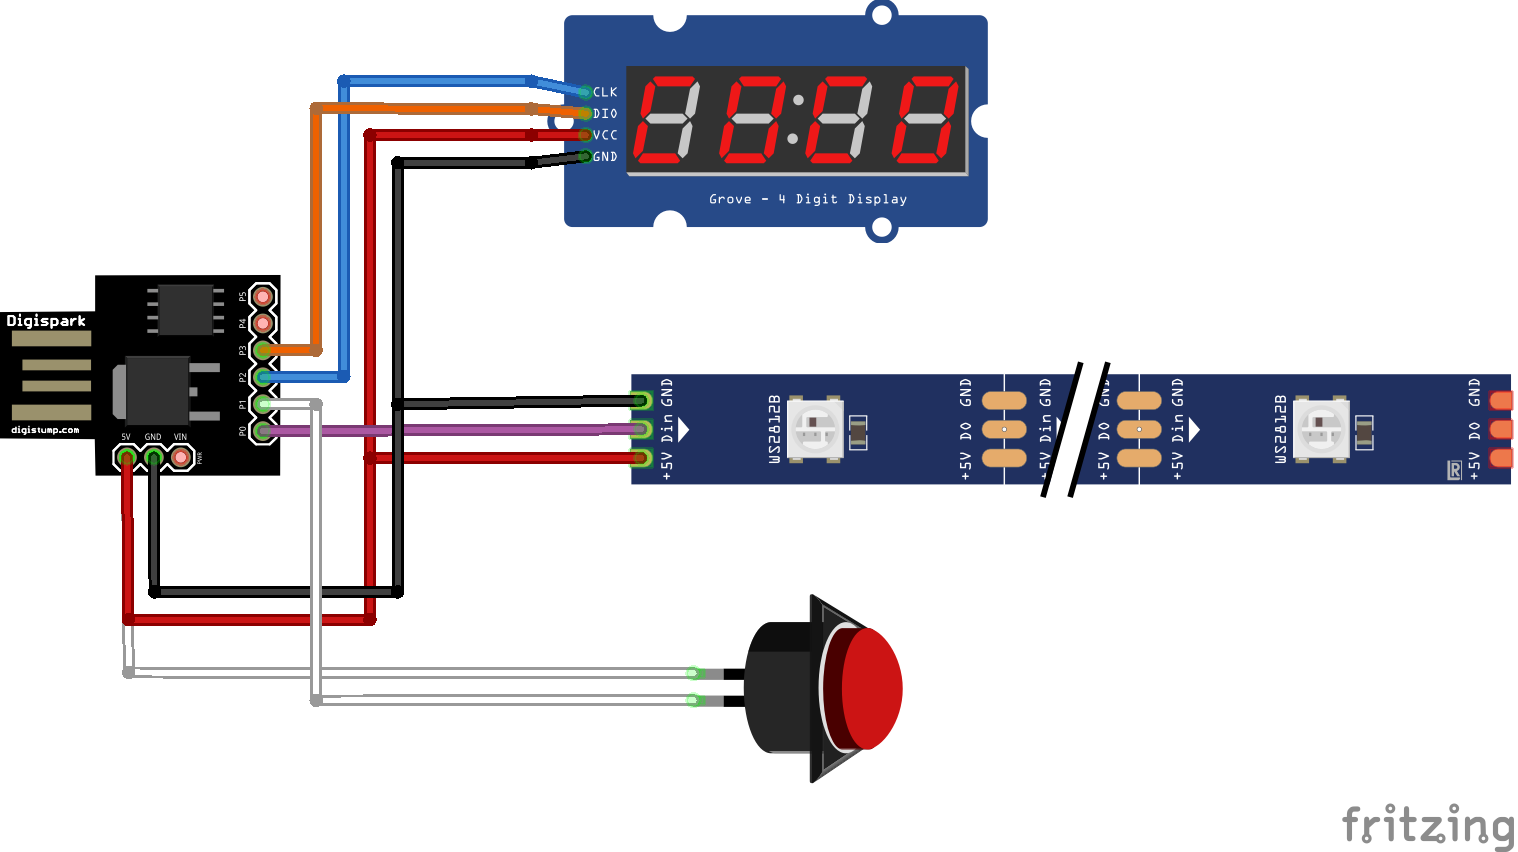 CLK
DIO
VCC
GND
Grove - 4 Digit Display
Digispark
digistump.com
P5
P4
P3
P2
P1
P0
5V GND VIN
PWR
GND
Din
+5V
WS2812B
GND
DO
+5V
GND
Din
+5V
GND
DO
+5V
GND
Din
+5V
WS2812B
GND
DO
+5V
fritzing